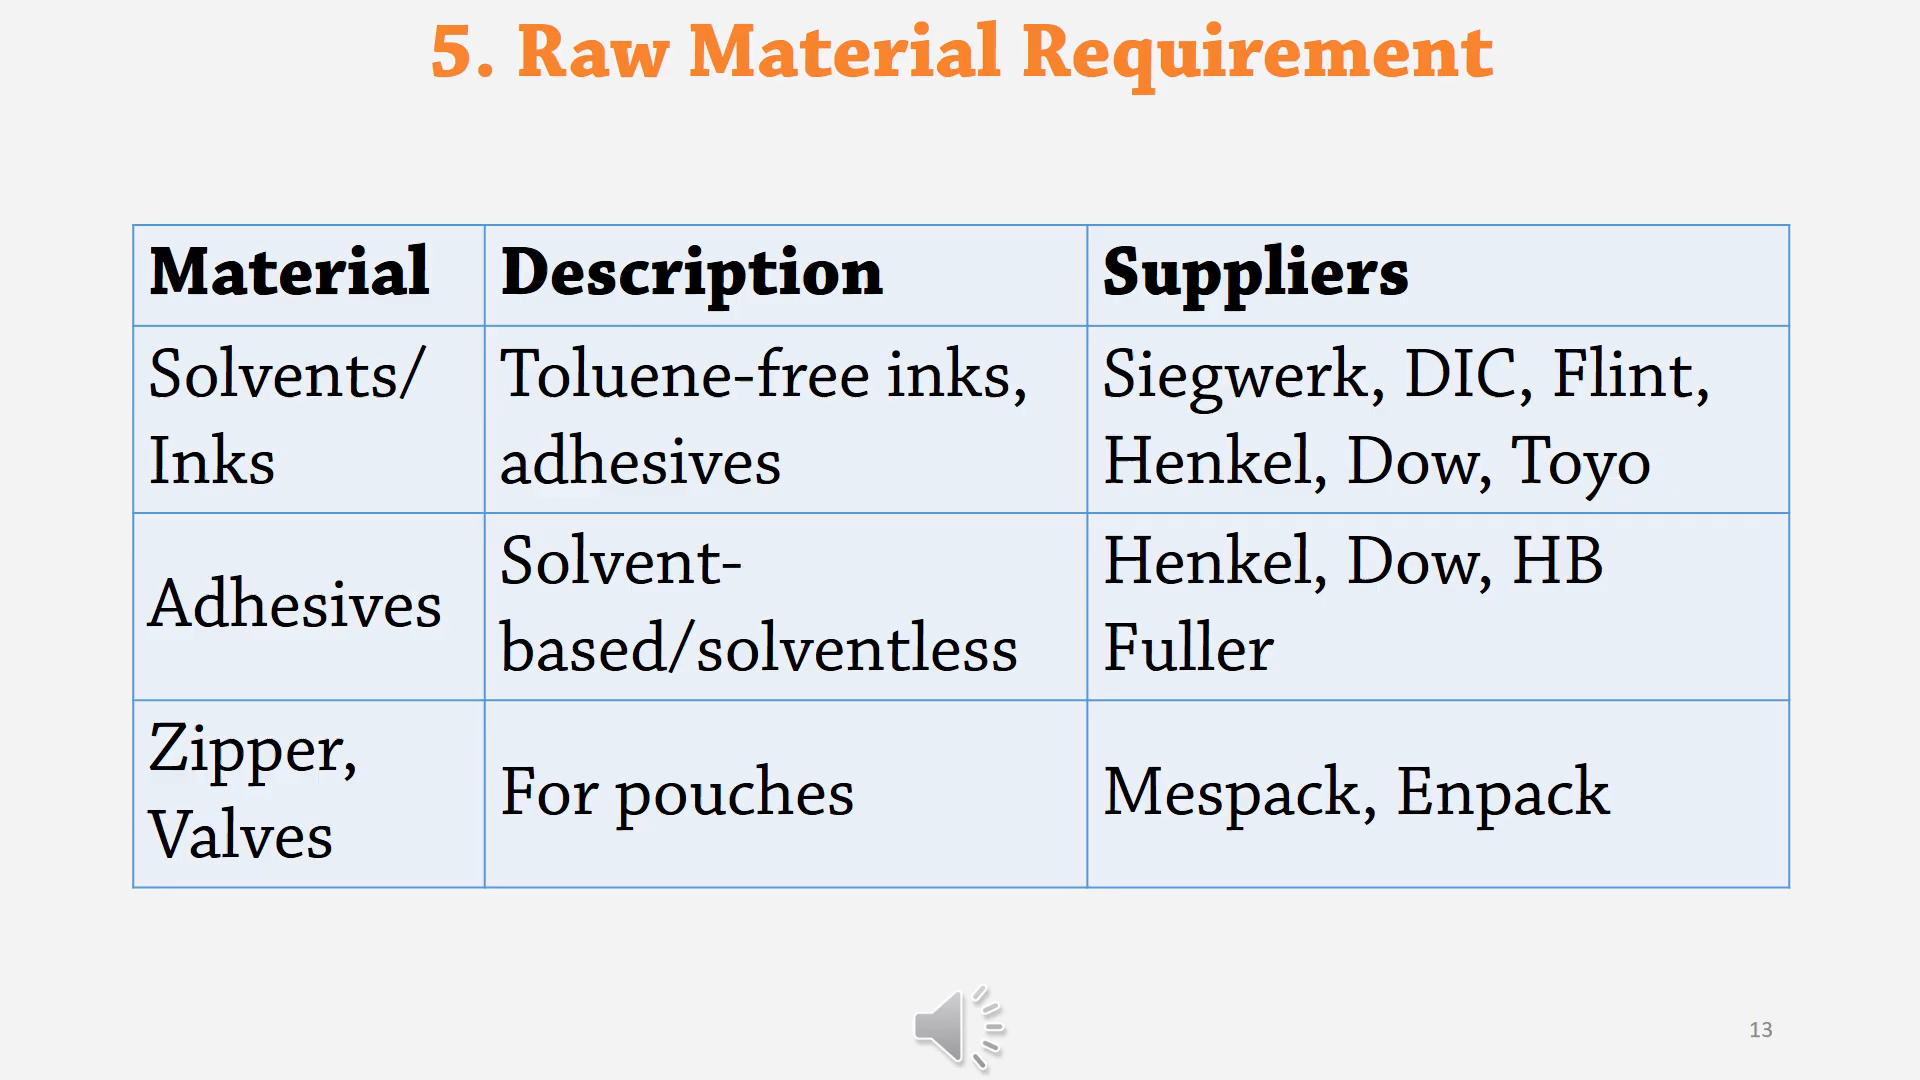 5. Raw Material Requirement
Material
Description
Suppliers
Solvents/
Inks
Toluene-free inks,
adhesives
Siegwerk, DIC, Flint,
Henkel, Dow, Toyo
Adhesives
Solvent-
based/solventless
Henkel, Dow, HB
Fuller
Zipper,
Valves
For pouches
Mespack, Enpack
13